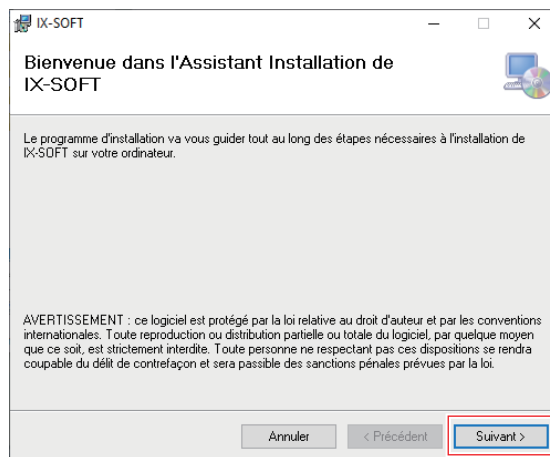 IX-SOFT
Bienvenue dans l'Assistant Installation de
IX-SOFT
Le programme d'installation va vous guider tout au long des étapes nécessaires à l'installation de
IX-SOFT sur votre ordinateur.
AVERTISSEMENT : ce logiciel est protégé par la loi relative au droit d'auteur et par les conventions
internationales. Toute reproduction ou distribution partielle ou totale du logiciel, par quelque moyen
que ce soit, est strictement interdite. Toute personne ne respectant pas ces dispositions se rendra
coupable du délit de contrefaçon et sera passible des sanctions pénales prévues par la loi.
Annuler < Précédent Suivant >